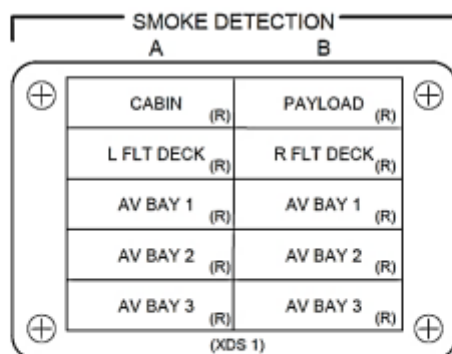 SMOKE DETECTION
A B
CABIN (R) PAYLOAD (R)
L FLT DECK (R) R FLT DECK (R)
AV BAY 1 (R) AV BAY 1 (R)
AV BAY 2 (R) AV BAY 2 (R)
AV BAY 3 (R) AV BAY 3 (R)
(XDS 1)